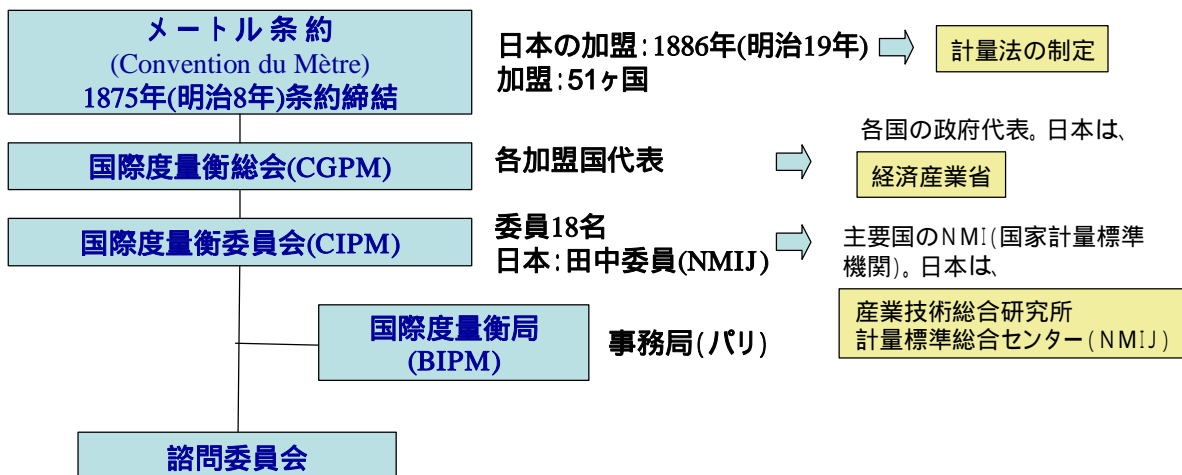 メートル条約
(Convention du Mètre)
1875年(明治8年)条約締結
日本の加盟:1886年(明治19年)
加盟:51ヶ国
計量法の制定
国際度量衡総会(CGPM)
各加盟国代表
各国の政府代表。日本は、
経済産業省
国際度量衡委員会(CIPM)
委員18名
日本:田中委員(NMIJ)
主要国のNMI(国家計量標準
機関)。日本は、
産業技術総合研究所
計量標準総合センター(NMIJ)
国際度量衡局
(BIPM)
事務局(パリ)
諮問委員会